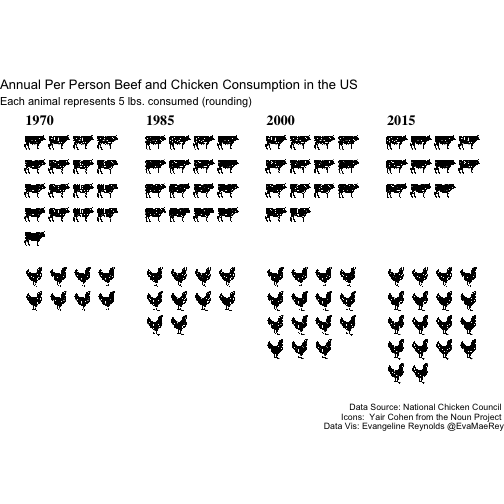 Annual Per Person Beef and Chicken Consumption in the US
Each animal represents 5 lbs. consumed (rounding)
1970 1985 2000 2015
Data Source: National Chicken Council
Icons: Yair Cohen from the Noun Project
Data Vis: Evangeline Reynolds @EvaMaeRey